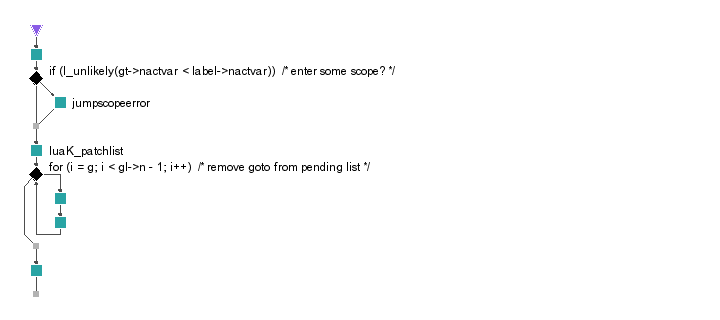 if (l_unlikely(gt->nactvar < label->nactvar))  /* enter some scope? */
jumpscopeerror
luaK_patchlist
for (i = g; i < gl->n - 1; i++)  /* remove goto from pending list */